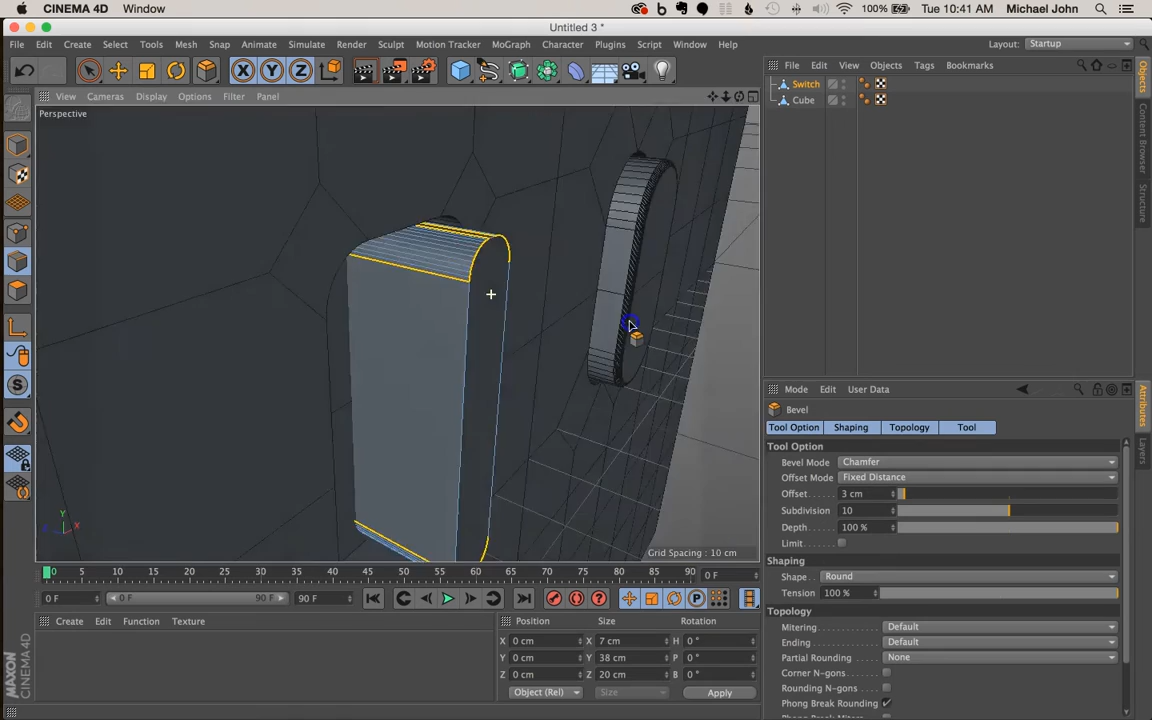 CINEMA 4D Window 100% Tue 10:41 AM Michael John
Untitled 3 *
File Edit Create Select Tools Mesh Snap Animate Simulate Render Sculpt Motion Tracker MoGraph Character Plugins Script Window Help Layout: Startup
X Y Z
File Edit View Objects Tags Bookmarks
View Cameras Display Options Filter Panel
Perspective
Switch
Cube
Objects
Content Browser
Structure
Mode Edit User Data
Bevel
Tool Option Shaping Topology Tool
Tool Option
Bevel Mode Chamfer
Offset Mode Fixed Distance
Offset 3 cm
Subdivision 10
Depth 100 %
Limit
Shaping
Shape Round
Tension 100 %
Topology
Mitering Default
Ending Default
Partial Rounding None
Corner N-gons
Rounding N-gons
Phong Break Rounding
Attributes
Layers
Y
X
Grid Spacing : 10 cm
0 5 10 15 20 25 30 35 40 45 50 55 60 65 70 75 80 85 90 0 F
0 F 0 F 90 F 90 F
Create Edit Function Texture
Position Size Rotation
X 0 cm X 7 cm H 0 °
Y 0 cm Y 38 cm P 0 °
Z 0 cm Z 20 cm B 0 °
Object (Rel) Size Apply
MAXON CINEMA 4D